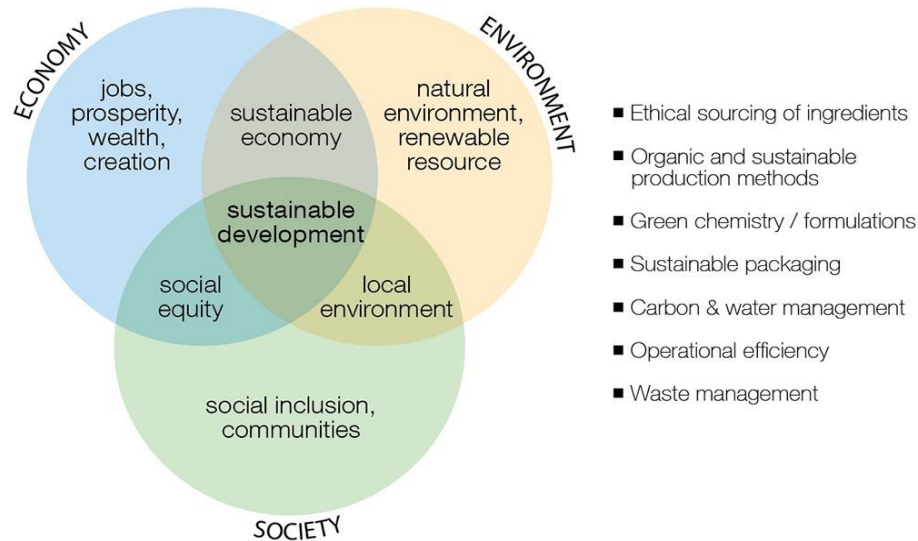 ECONOMY
ENVIRONMENT
jobs,
prosperity,
wealth,
creation
sustainable
economy
natural
environment,
renewable
resource
sustainable
development
social
equity
local
environment
social inclusion,
communities
SOCIETY
■ Ethical sourcing of ingredients
■ Organic and sustainable
production methods
■ Green chemistry / formulations
■ Sustainable packaging
■ Carbon & water management
■ Operational efficiency
■ Waste management